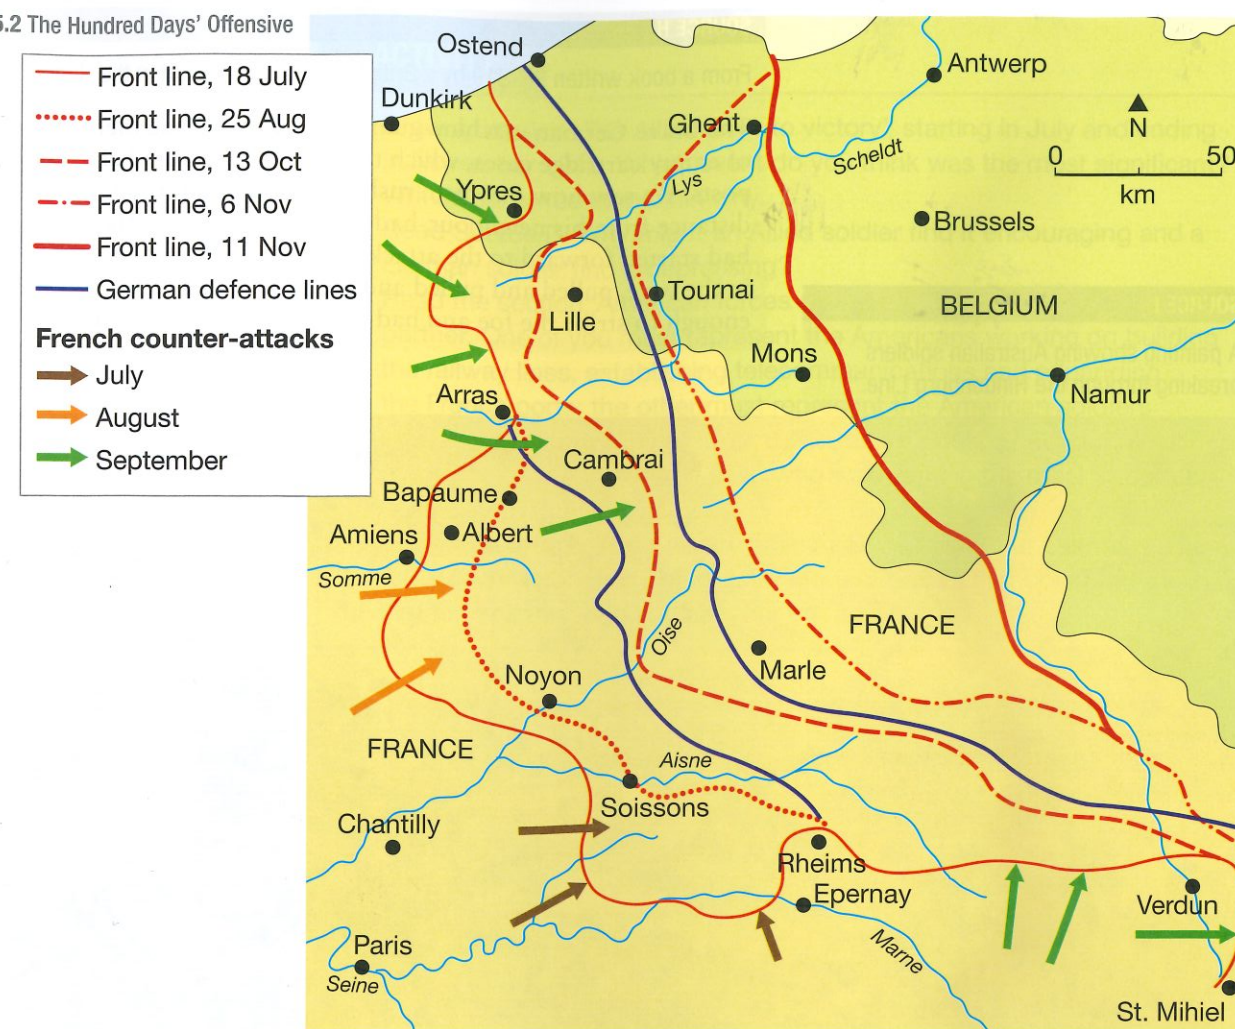 5.2 The Hundred Days' Offensive
Front line, 18 July
Front line, 25 Aug
Front line, 13 Oct
Front line, 6 Nov
Front line, 11 Nov
German defence lines
French counter-attacks
July
August
September
Ostend
Antwerp
Dunkirk
Ghent
Scheldt
N
0 50
km
Lys
Ypres
Brussels
Tournai
BELGIUM
Lille
Mons
Namur
Arras
Cambrai
Bapaume
Albert
Amiens
Somme
FRANCE
Oise
Marle
Noyon
FRANCE
Aisne
Soissons
Chantilly
Rheims
Epernay
Verdun
Marne
Paris
Seine
St. Mihiel